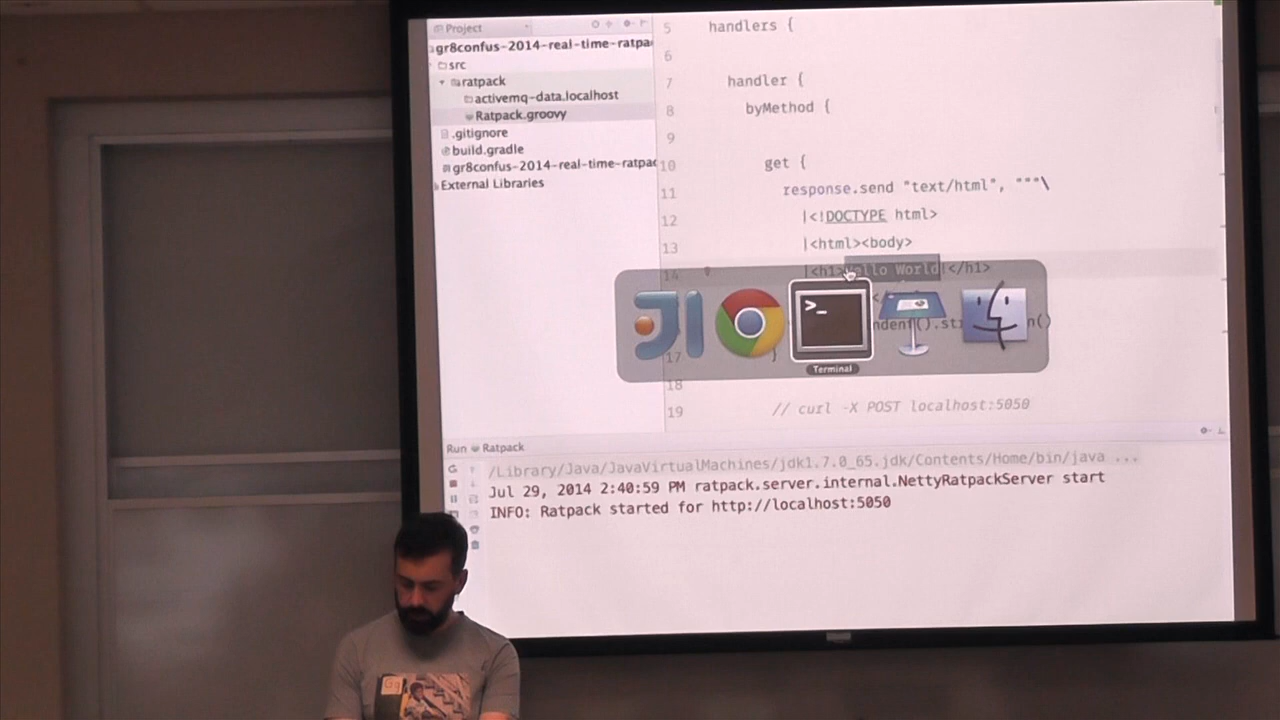 Project
gr8confus-2014-real-time-ratpa
src
ratpack
activemq-data.localhost
Ratpack.groovy
.gitignore
build.gradle
gr8confus-2014-real-time-ratpac
External Libraries
5 handlers {
6
7 handler {
8 byMethod {
9
10 get {
11 response.send "text/html", """\
12 |<!DOCTYPE html>
13 |<html><body>
14 |<h1>Hello World!</h1>
17 }
18
19 // curl -X POST localhost:5050
>_
Terminal
Run Ratpack
/Library/Java/JavaVirtualMachines/jdk1.7.0_65.jdk/Contents/Home/bin/java ...
Jul 29, 2014 2:40:59 PM ratpack.server.internal.NettyRatpackServer start
INFO: Ratpack started for http://localhost:5050